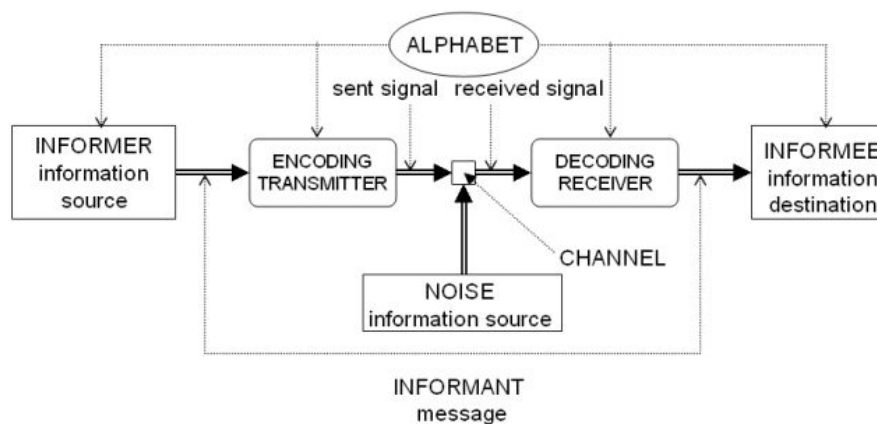 ALPHABET
sent signal received signal
INFORMER
information
source
ENCODING
TRANSMITTER
DECODING
RECEIVER
INFORMEE
information
destination
CHANNEL
NOISE
information source
INFORMANT
message